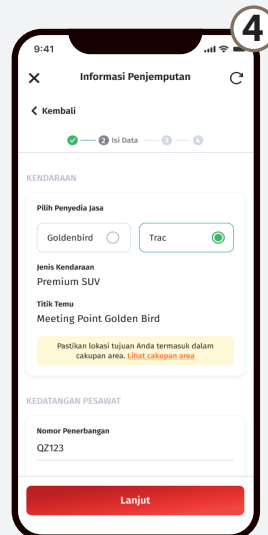 4
9:41
Informasi Penjemputan
Kembali
2 Isi Data 3 4
KENDARAAN
Pilih Penyedia Jasa
Goldenbird Trac
Jenis Kendaraan
Premium SUV
Titik Temu
Meeting Point Golden Bird
Pastikan lokasi tujuan Anda termasuk dalam
cakupan area. Lihat cakupan area
KEDATANGAN PESAWAT
Nomor Penerbangan
QZ123
Lanjut